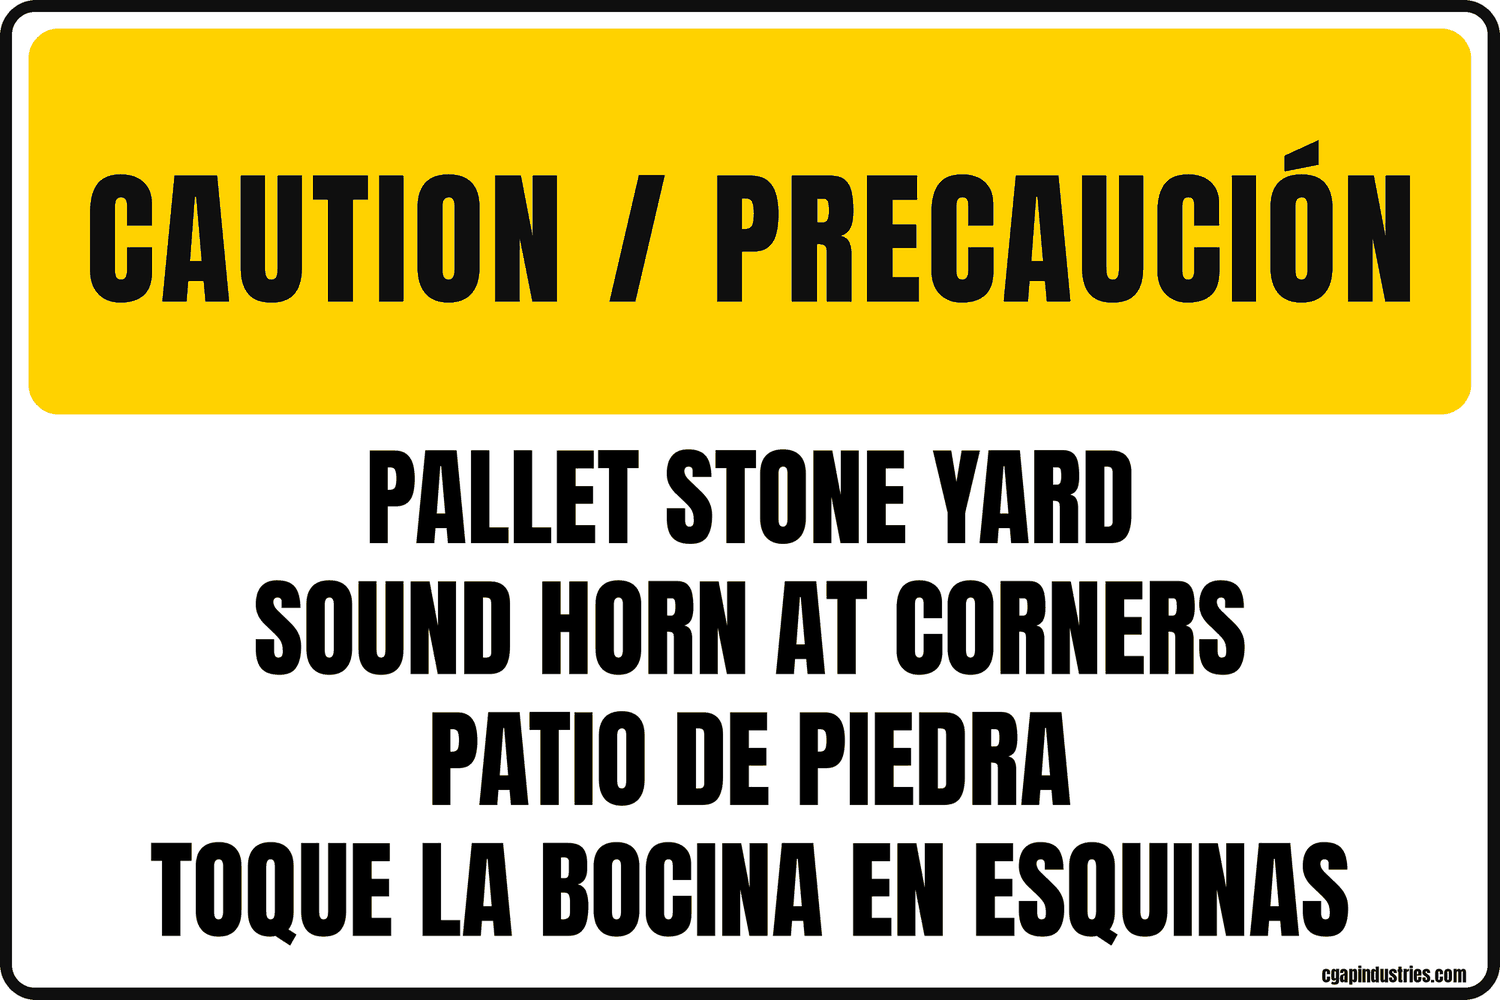 CAUTION / PRECAUCIÓN
PALLET STONE YARD
SOUND HORN AT CORNERS
PATIO DE PIEDRA
TOQUE LA BOCINA EN ESQUINAS
cgapindustries.com